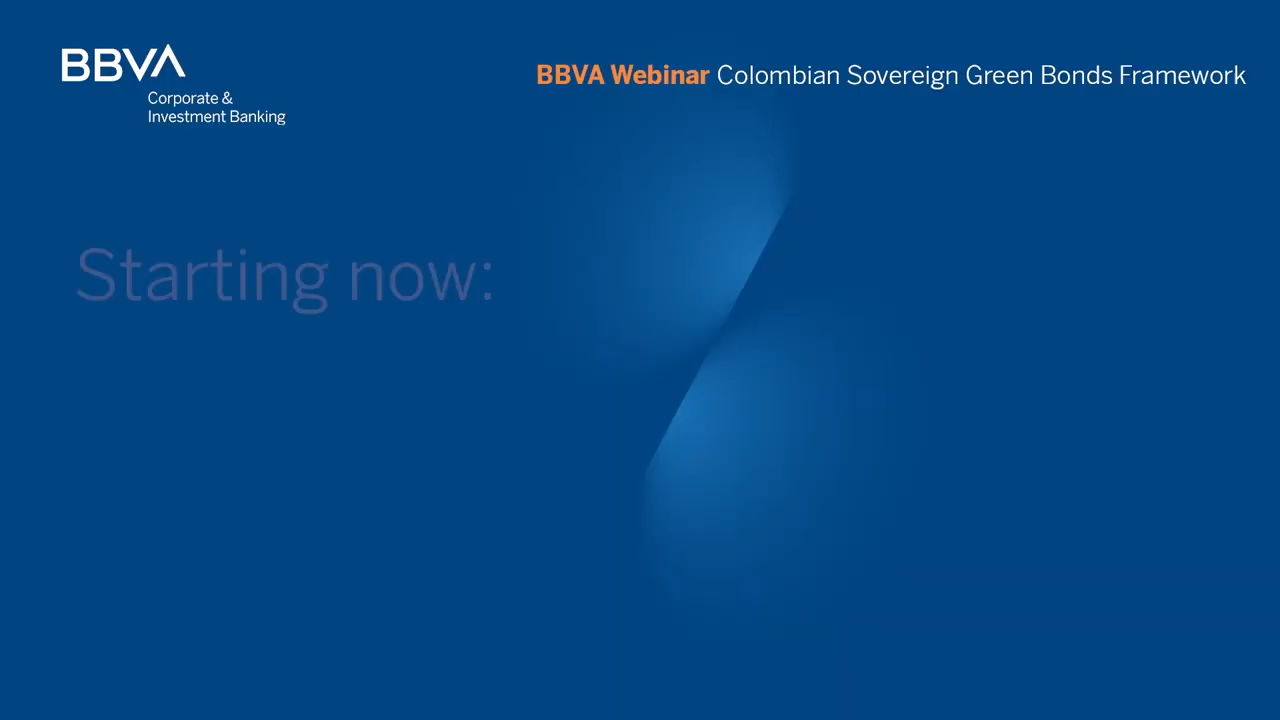 BBVA
Corporate &
Investment Banking
BBVA Webinar Colombian Sovereign Green Bonds Framework
Starting now: